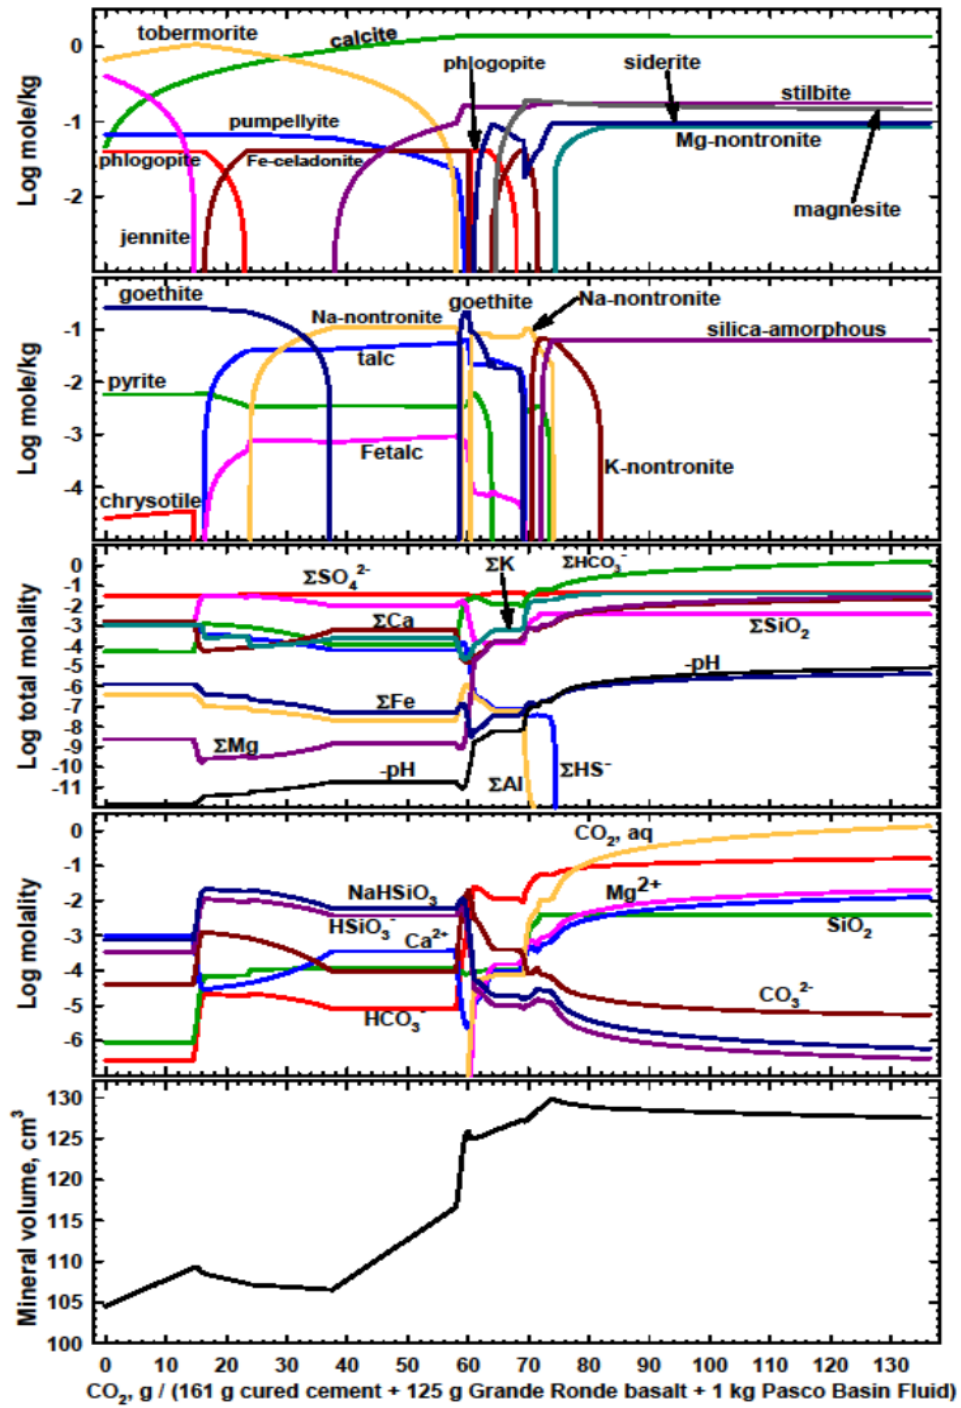 Log mole/kg
0
-1
-2
tobermorite
calcite
phlogopite
siderite
stilbite
pumpellyite
Mg-nontronite
phlogopite
Fe-celadonite
magnesite
jennite
Log mole/kg
-1
-2
-3
-4
goethite
goethite
Na-nontronite
Na-nontronite
silica-amorphous
talc
pyrite
Fetalc
K-nontronite
chrysotile
Log total molality
0
-1
-2
-3
-4
-5
-6
-7
-8
-9
-10
-11
ΣSO₄²⁻
ΣK
ΣHCO₃⁻
ΣCa
ΣSiO₂
-pH
ΣFe
ΣMg
-pH
ΣAl
ΣHS⁻
Log molality
0
-1
-2
-3
-4
-5
-6
CO₂, aq
NaHSiO₃
Mg²⁺
HSiO₃⁻
Ca²⁺
SiO₂
CO₃²⁻
HCO₃⁻
Mineral volume, cm³
130
125
120
115
110
105
100
0 10 20 30 40 50 60 70 80 90 100 110 120 130
CO₂, g / (161 g cured cement + 125 g Grande Ronde basalt + 1 kg Pasco Basin Fluid)